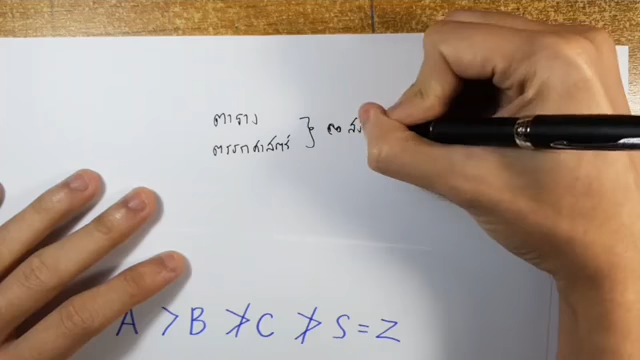 ตาราง
ตรรกศาสตร์ }
A > B ≯ C ≯ S = Z